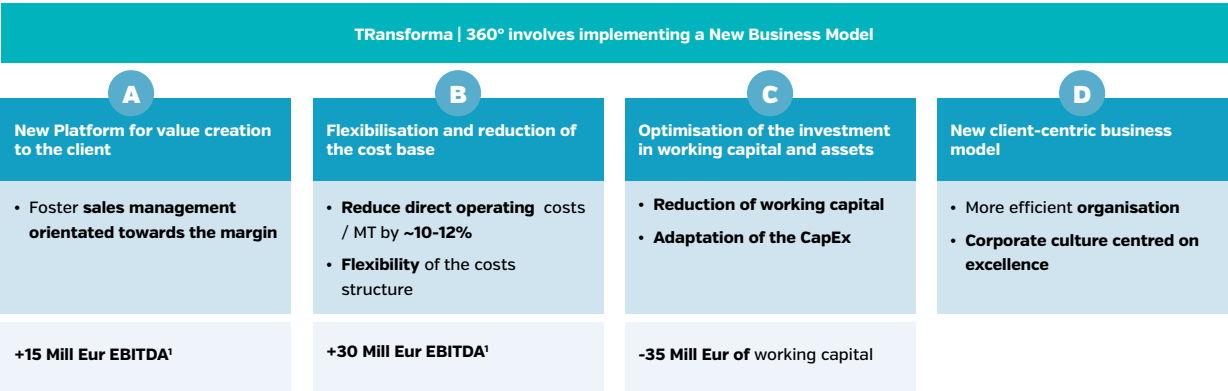 TRansforma | 360º involves implementing a New Business Model
A
New Platform for value creation
to the client
• Foster sales management
orientated towards the margin
+15 Mill Eur EBITDA¹
B
Flexibilisation and reduction of
the cost base
• Reduce direct operating costs
/ MT by ~10-12%
• Flexibility of the costs
structure
+30 Mill Eur EBITDA¹
C
Optimisation of the investment
in working capital and assets
• Reduction of working capital
• Adaptation of the CapEx
-35 Mill Eur of working capital
D
New client-centric business
model
• More efficient organisation
• Corporate culture centred on
excellence